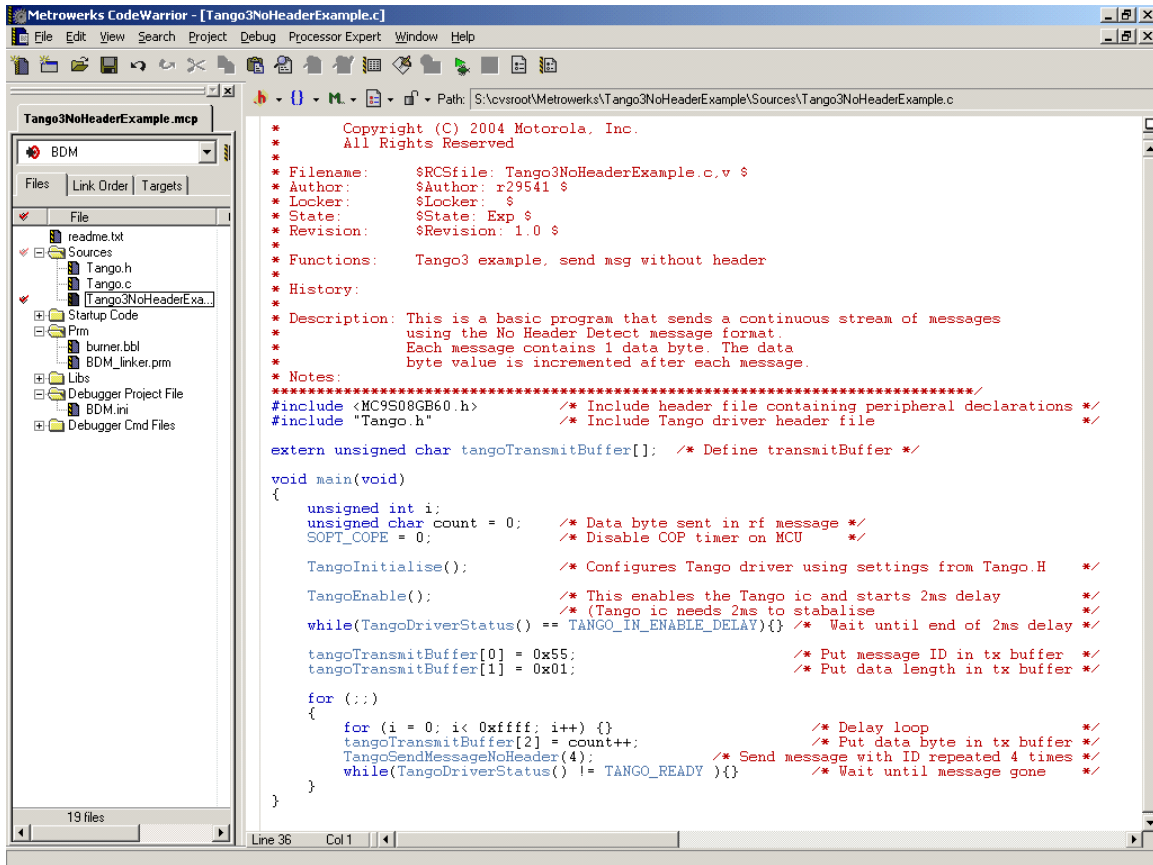 Metrowerks CodeWarrior - [Tango3NoHeaderExample.c]
File Edit View Search Project Debug Processor Expert Window Help
Path: S:\cvsroot\Metrowerks\Tango3NoHeaderExample\Sources\Tango3NoHeaderExample.c
Tango3NoHeaderExample.mcp
BDM
Files Link Order Targets
File
readme.txt
Sources
Tango.h
Tango.c
Tango3NoHeaderExa...
Startup Code
Prm
burner.bbl
BDM_linker.prm
Libs
Debugger Project File
BDM.ini
Debugger Cmd Files
19 files
* Copyright (C) 2004 Motorola, Inc.
* All Rights Reserved
*
* Filename: $RCSfile: Tango3NoHeaderExample.c,v $
* Author: $Author: r29541 $
* Locker: $Locker: $
* State: $State: Exp $
* Revision: $Revision: 1.0 $
*
* Functions: Tango3 example, send msg without header
*
* History:
*
* Description: This is a basic program that sends a continuous stream of messages
* using the No Header Detect message format.
* Each message contains 1 data byte. The data
* byte value is incremented after each message.
* Notes:
******************************************************************************/
#include <MC9S08GB60.h> /* Include header file containing peripheral declarations */
#include "Tango.h" /* Include Tango driver header file */
extern unsigned char tangoTransmitBuffer[]; /* Define transmitBuffer */
void main(void)
{
unsigned int i;
unsigned char count = 0; /* Data byte sent in rf message */
SOPT_COPE = 0; /* Disable COP timer on MCU */
TangoInitialise(); /* Configures Tango driver using settings from Tango.H */
TangoEnable(); /* This enables the Tango ic and starts 2ms delay */
/* (Tango ic needs 2ms to stabalise */
while(TangoDriverStatus() == TANGO_IN_ENABLE_DELAY){} /* Wait until end of 2ms delay */
tangoTransmitBuffer[0] = 0x55; /* Put message ID in tx buffer */
tangoTransmitBuffer[1] = 0x01; /* Put data length in tx buffer */
for (;;)
{
for (i = 0; i< 0xffff; i++) {} /* Delay loop */
tangoTransmitBuffer[2] = count++; /* Put data byte in tx buffer */
TangoSendMessageNoHeader(4); /* Send message with ID repeated 4 times */
while(TangoDriverStatus() != TANGO_READY ){} /* Wait until message gone */
}
}
Line 36 Col 1